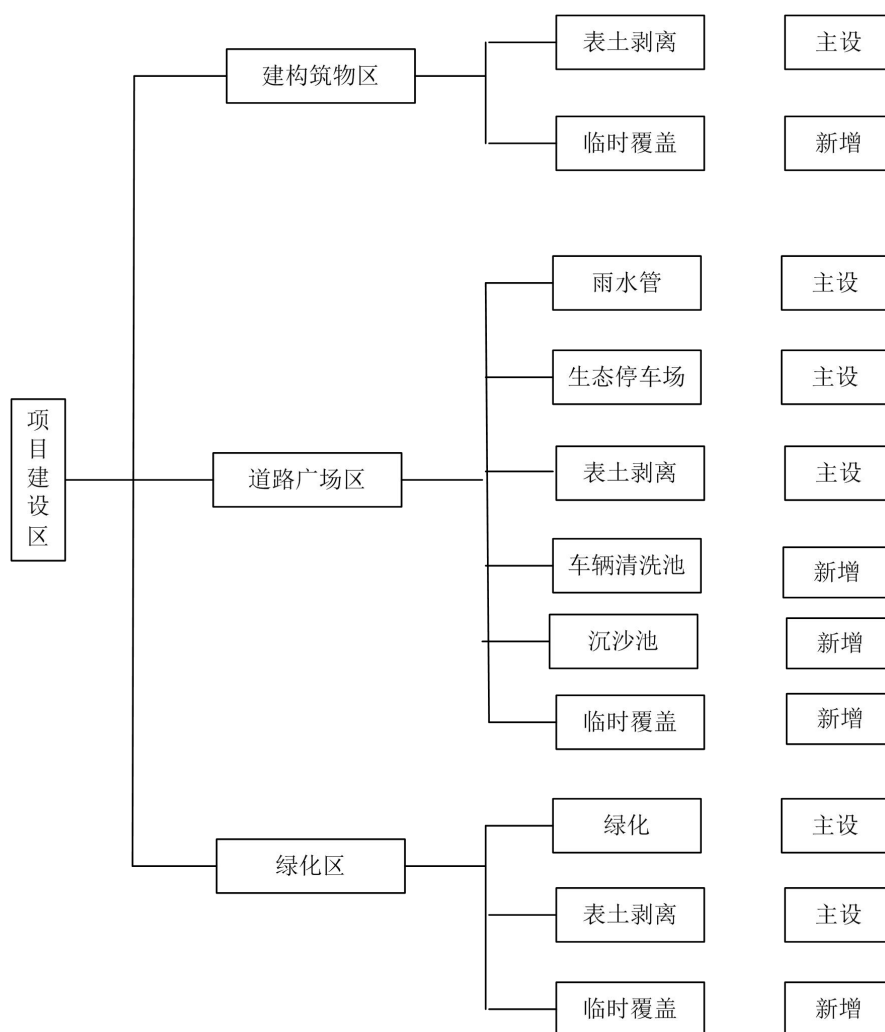 表土剥离
主设
建构筑物区
临时覆盖
新增
雨水管
主设
生态停车场
主设
项目建设区
道路广场区
表土剥离
主设
车辆清洗池
新增
沉沙池
新增
临时覆盖
新增
绿化
主设
绿化区
表土剥离
主设
临时覆盖
新增